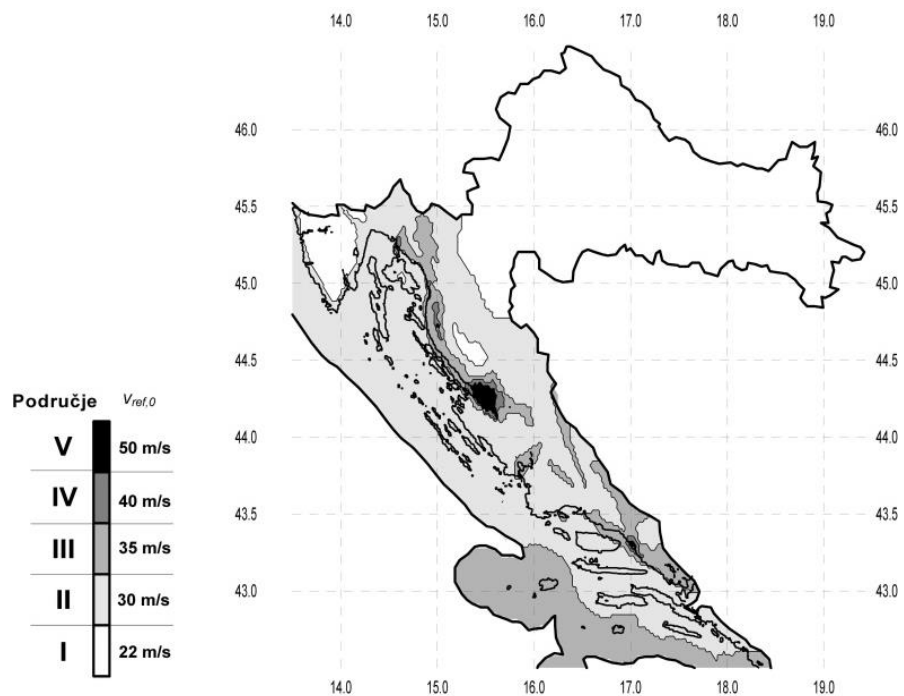 14.0 15.0 16.0 17.0 18.0 19.0
46.0 46.0
45.5 45.5
45.0 45.0
44.5 44.5
Područje Vref,0
44.0 44.0
V 50 m/s
IV 40 m/s
43.5 43.5
III 35 m/s
43.0 43.0
II 30 m/s
I 22 m/s
14.0 15.0 16.0 17.0 18.0 19.0